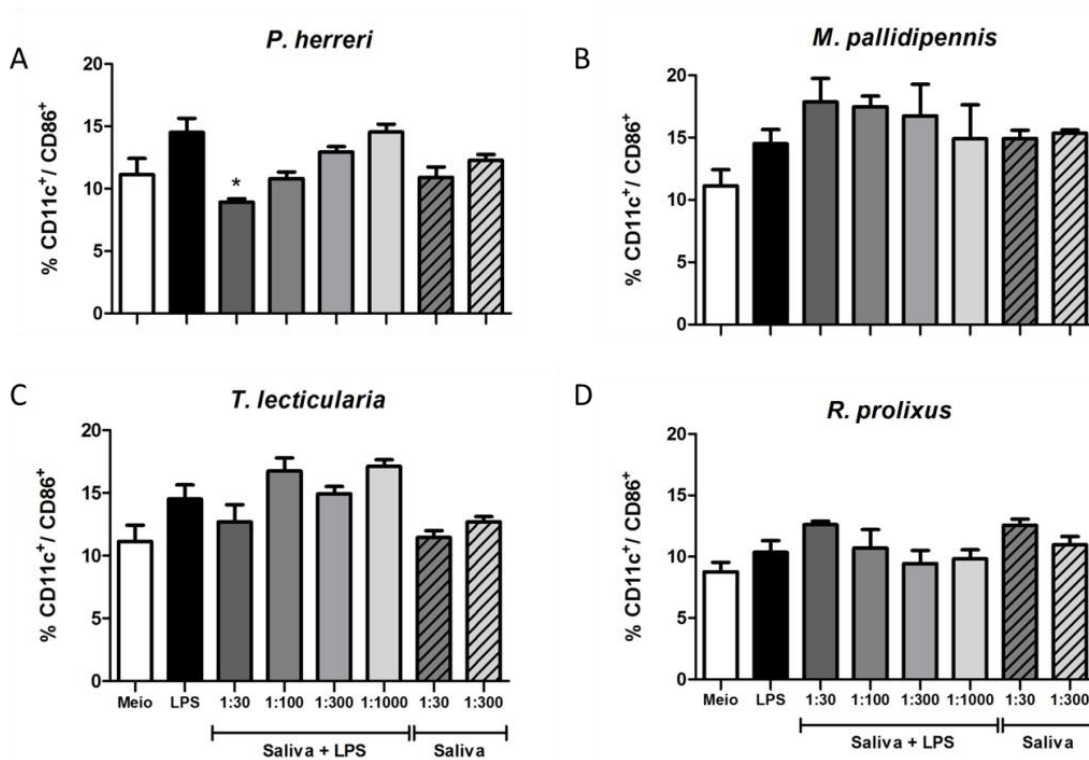 A
P. herreri
% CD11c+/ CD86+
20
15
10
5
0
*
B
M. pallidipennis
% CD11c+/ CD86+
20
15
10
5
0
C
T. lecticularia
% CD11c+/ CD86+
20
15
10
5
0
Meio LPS 1:30 1:100 1:300 1:1000 1:30 1:300
Saliva + LPS Saliva
D
R. prolixus
% CD11c+/ CD86+
20
15
10
5
0
Meio LPS 1:30 1:100 1:300 1:1000 1:30 1:300
Saliva + LPS Saliva